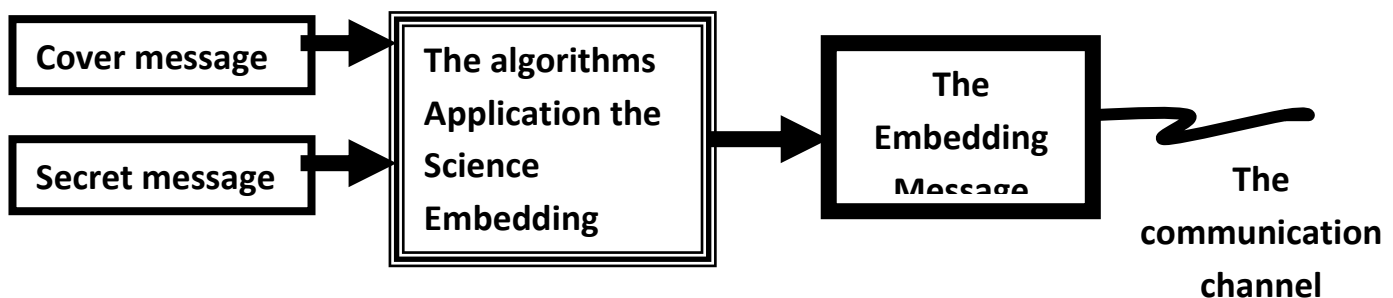 Cover message
Secret message
The algorithms
Application the
Science
Embedding
The
Embedding
Message
The
communication
channel